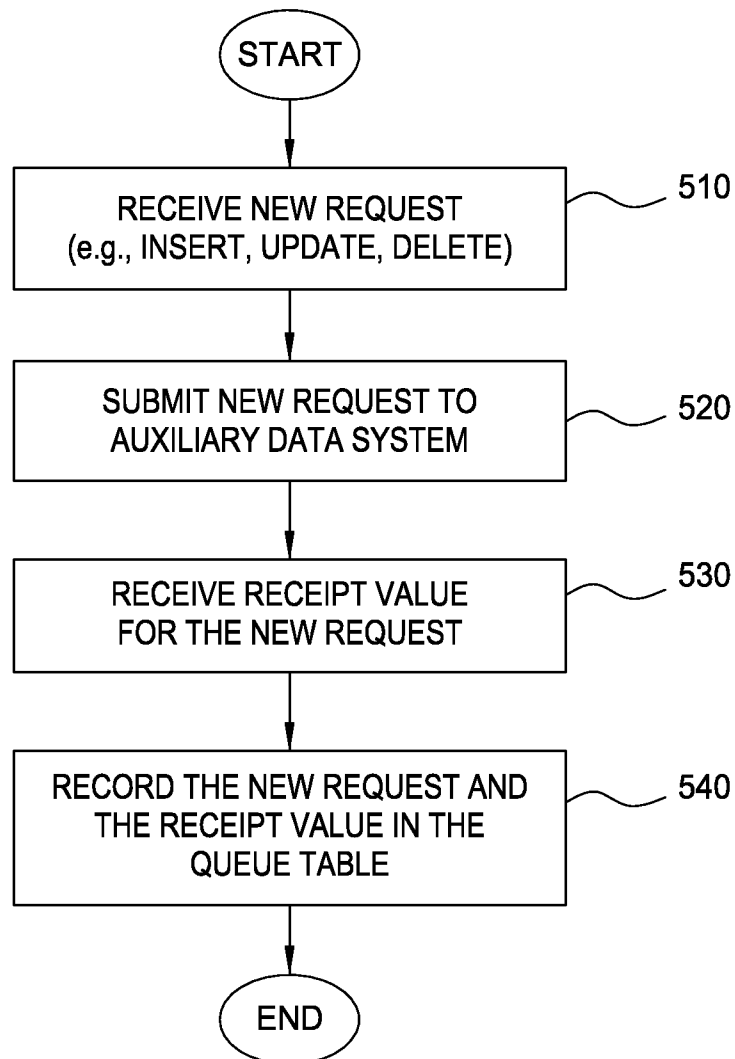 START
RECEIVE NEW REQUEST
(e.g., INSERT, UPDATE, DELETE)
510
SUBMIT NEW REQUEST TO
AUXILIARY DATA SYSTEM
520
RECEIVE RECEIPT VALUE
FOR THE NEW REQUEST
530
RECORD THE NEW REQUEST AND
THE RECEIPT VALUE IN THE
QUEUE TABLE
540
END